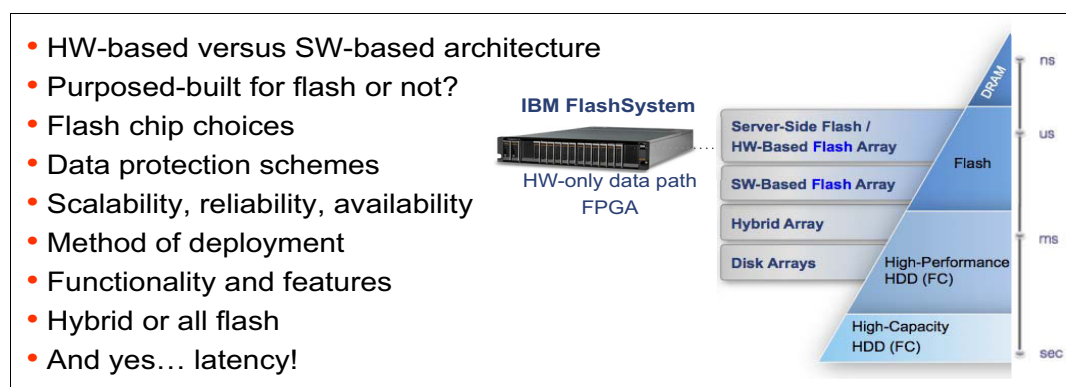 • HW-based versus SW-based architecture
• Purposed-built for flash or not?
• Flash chip choices
• Data protection schemes
• Scalability, reliability, availability
• Method of deployment
• Functionality and features
• Hybrid or all flash
• And yes… latency!
IBM FlashSystem
HW-only data path
FPGA
Server-Side Flash /
HW-Based Flash Array
SW-Based Flash Array
Hybrid Array
Disk Arrays
DRAM
Flash
High-Performance
HDD (FC)
High-Capacity
HDD (FC)
ns
us
ms
sec